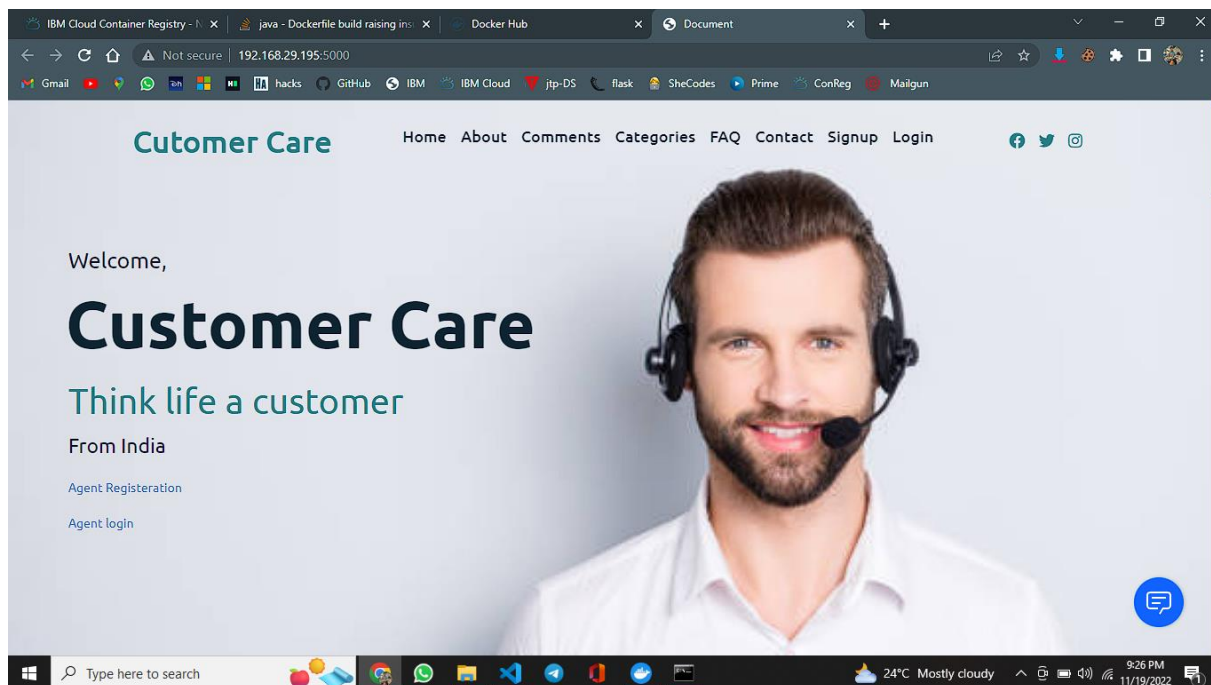 IBM Cloud Container Registry - N
java - Dockerfile build raising ins
Docker Hub
Document
Not secure | 192.168.29.195:5000
Gmail hacks GitHub IBM IBM Cloud jtp-DS flask SheCodes Prime ConReg Mailgun
Cutomer Care Home About Comments Categories FAQ Contact Signup Login
Welcome,
Customer Care
Think life a customer
From India
Agent Registeration
Agent login
Type here to search
24°C Mostly cloudy
9:26 PM
11/19/2022